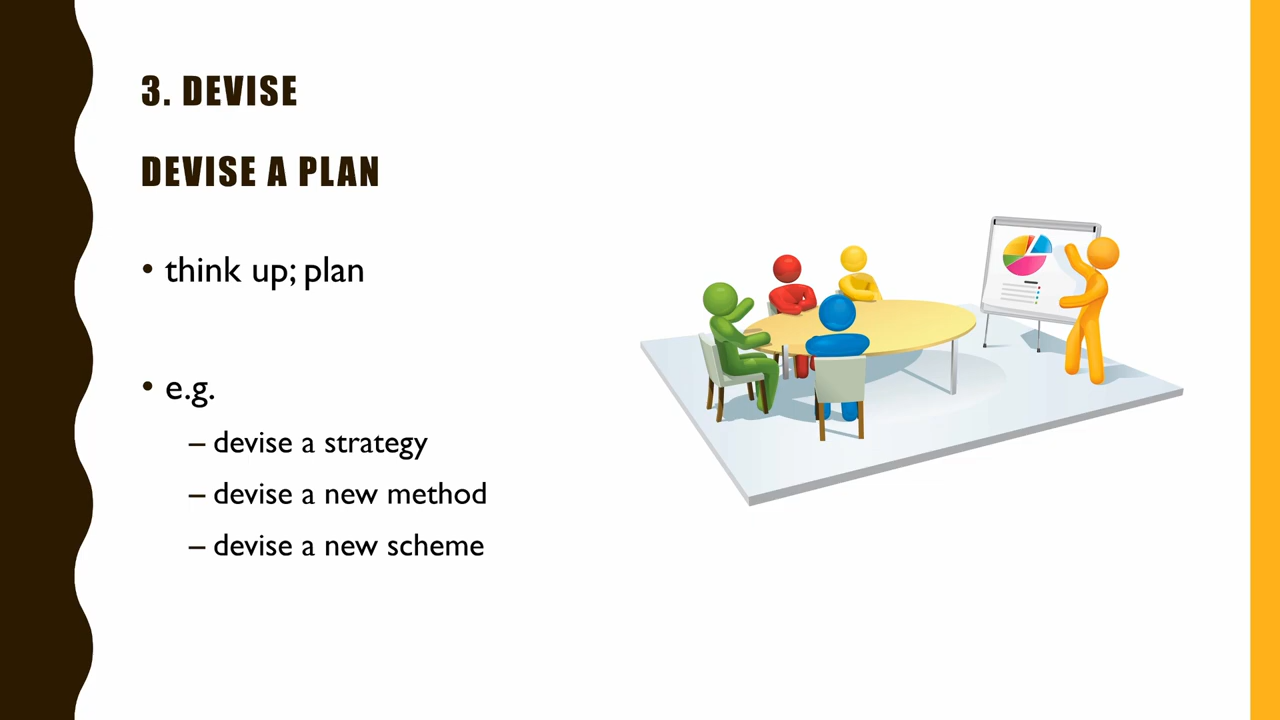 3. DEVISE
DEVISE A PLAN
• think up; plan
• e.g.
– devise a strategy
– devise a new method
– devise a new scheme